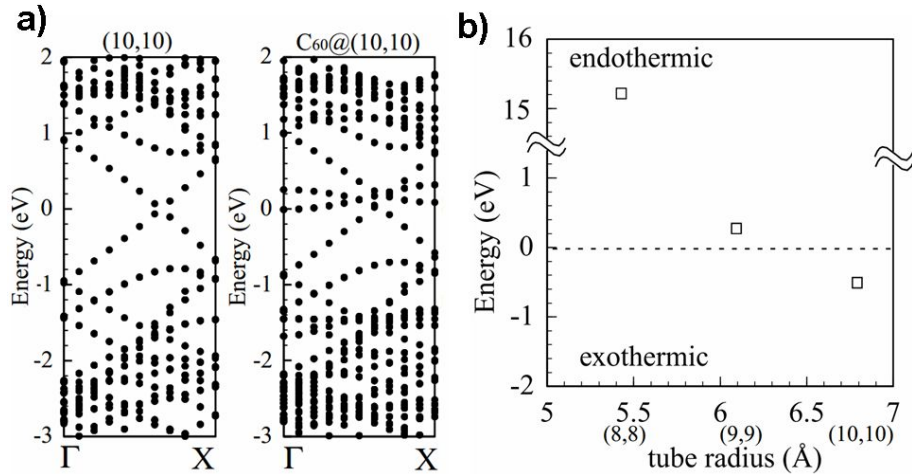 a)
(10,10)
C60@(10,10)
Energy (eV)
2
1
0
-1
-2
-3
Γ X
Energy (eV)
2
1
0
-1
-2
-3
Γ X
b)
16
15
1
0
-1
-2
Energy (eV)
endothermic
exothermic
5 5.5 6 6.5 7
(8,8) (9,9) (10,10)
tube radius (Å)